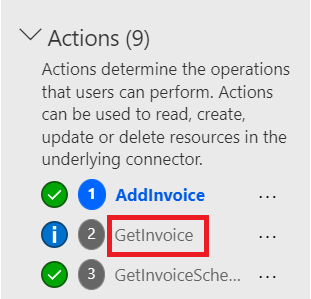 Actions (9)
Actions determine the operations
that users can perform. Actions
can be used to read, create,
update or delete resources in the
underlying connector.
1 AddInvoice ...
i 2 GetInvoice ...
3 GetInvoiceSche... ...